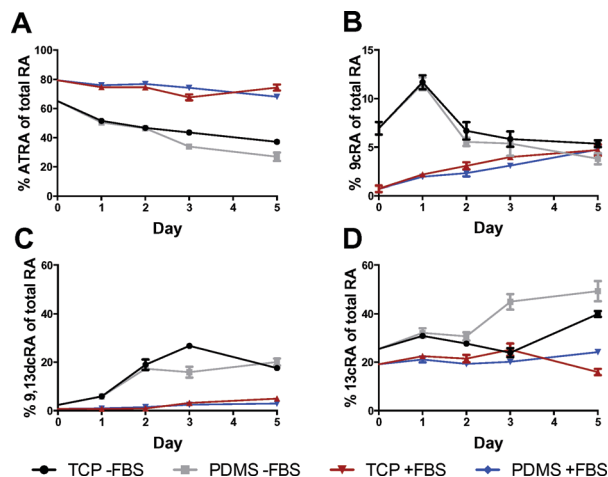 A
% ATRA of total RA
100
80
60
40
20
0
0 1 2 3 4 5
Day
B
% 9cRA of total RA
15
10
5
0
0 1 2 3 4 5
Day
C
% 9,13dcRA of total RA
60
40
20
0
0 1 2 3 4 5
Day
D
% 13cRA of total RA
60
40
20
0
0 1 2 3 4 5
Day
TCP -FBS PDMS -FBS TCP +FBS PDMS +FBS